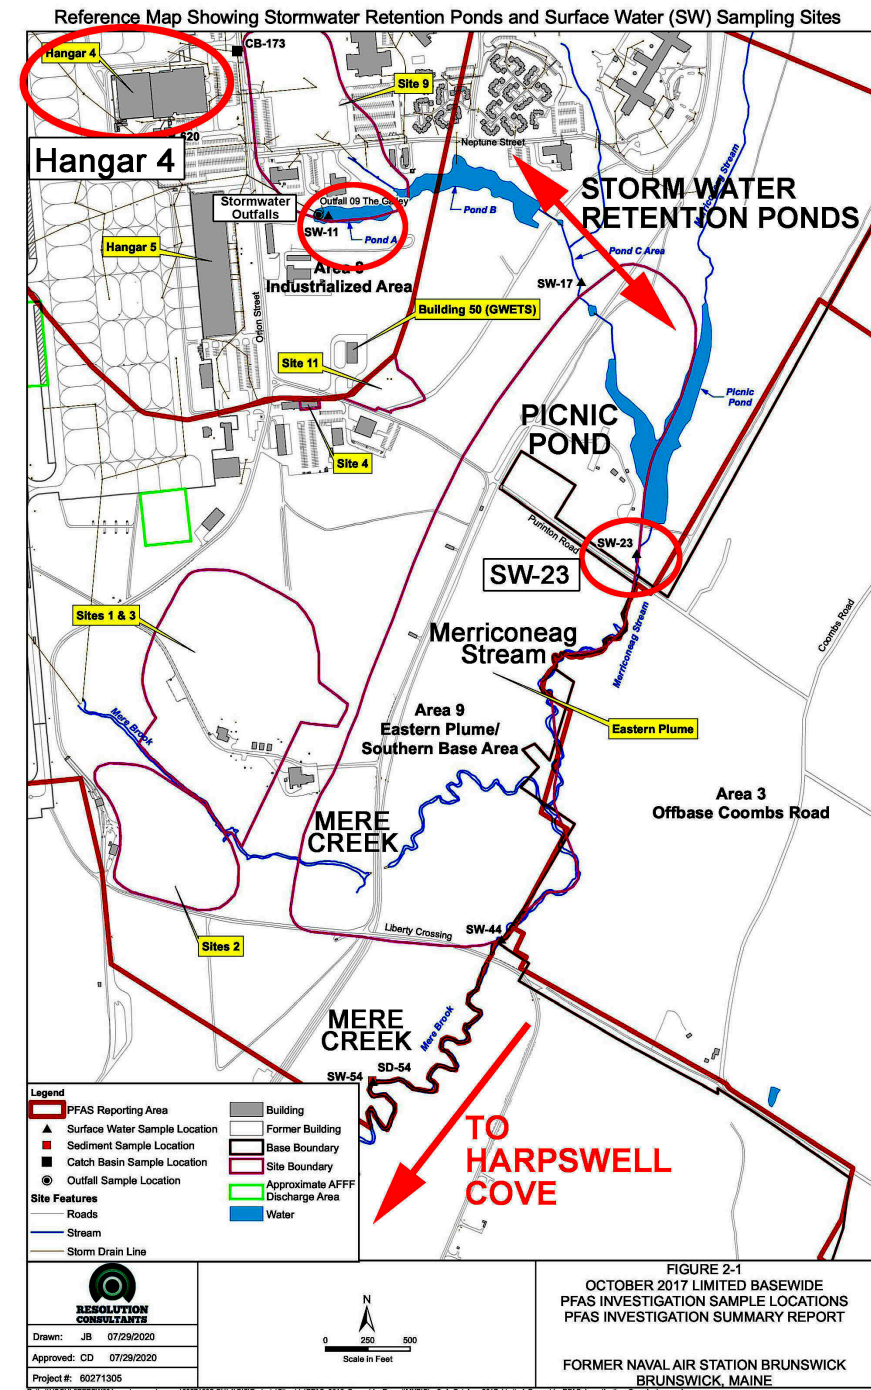 Reference Map Showing Stormwater Retention Ponds and Surface Water (SW) Sampling Sites
Hangar 4
CB-173
Site 9
620
Neptune Street
Hangar 4
STORM WATER
RETENTION PONDS
Merriconeag Stream
Stormwater
Outfalls
Outfall 09 The Galley
SW-11
Pond A
Pond B
Pond C Area
Hangar 5
Area 8
Industrialized Area
SW-17
Orion Street
Building 50 (GWETS)
Site 11
Picnic
Pond
PICNIC
POND
Site 4
Purinton Road
SW-23
SW-23
Sites 1 & 3
Merriconeag
Stream
Merriconeag Stream
Coombs Road
Mere Brook
Area 9
Eastern Plume/
Southern Base Area
Eastern Plume
Area 3
Offbase Coombs Road
MERE
CREEK
Liberty Crossing
SW-44
Sites 2
MERE
CREEK
Mere Brook
SW-54
SD-54
TO
HARPSWELL
COVE
Legend
PFAS Reporting Area
Surface Water Sample Location
Sediment Sample Location
Catch Basin Sample Location
Outfall Sample Location
Site Features
Roads
Stream
Storm Drain Line
Building
Former Building
Base Boundary
Site Boundary
Approximate AFFF
Discharge Area
Water
RESOLUTION
CONSULTANTS
Drawn: JB 07/29/2020
Approved: CD 07/29/2020
Project #: 60271305
N
0 250 500
Scale in Feet
FIGURE 2-1
OCTOBER 2017 LIMITED BASEWIDE
PFAS INVESTIGATION SAMPLE LOCATIONS
PFAS INVESTIGATION SUMMARY REPORT
FORMER NAVAL AIR STATION BRUNSWICK
BRUNSWICK, MAINE